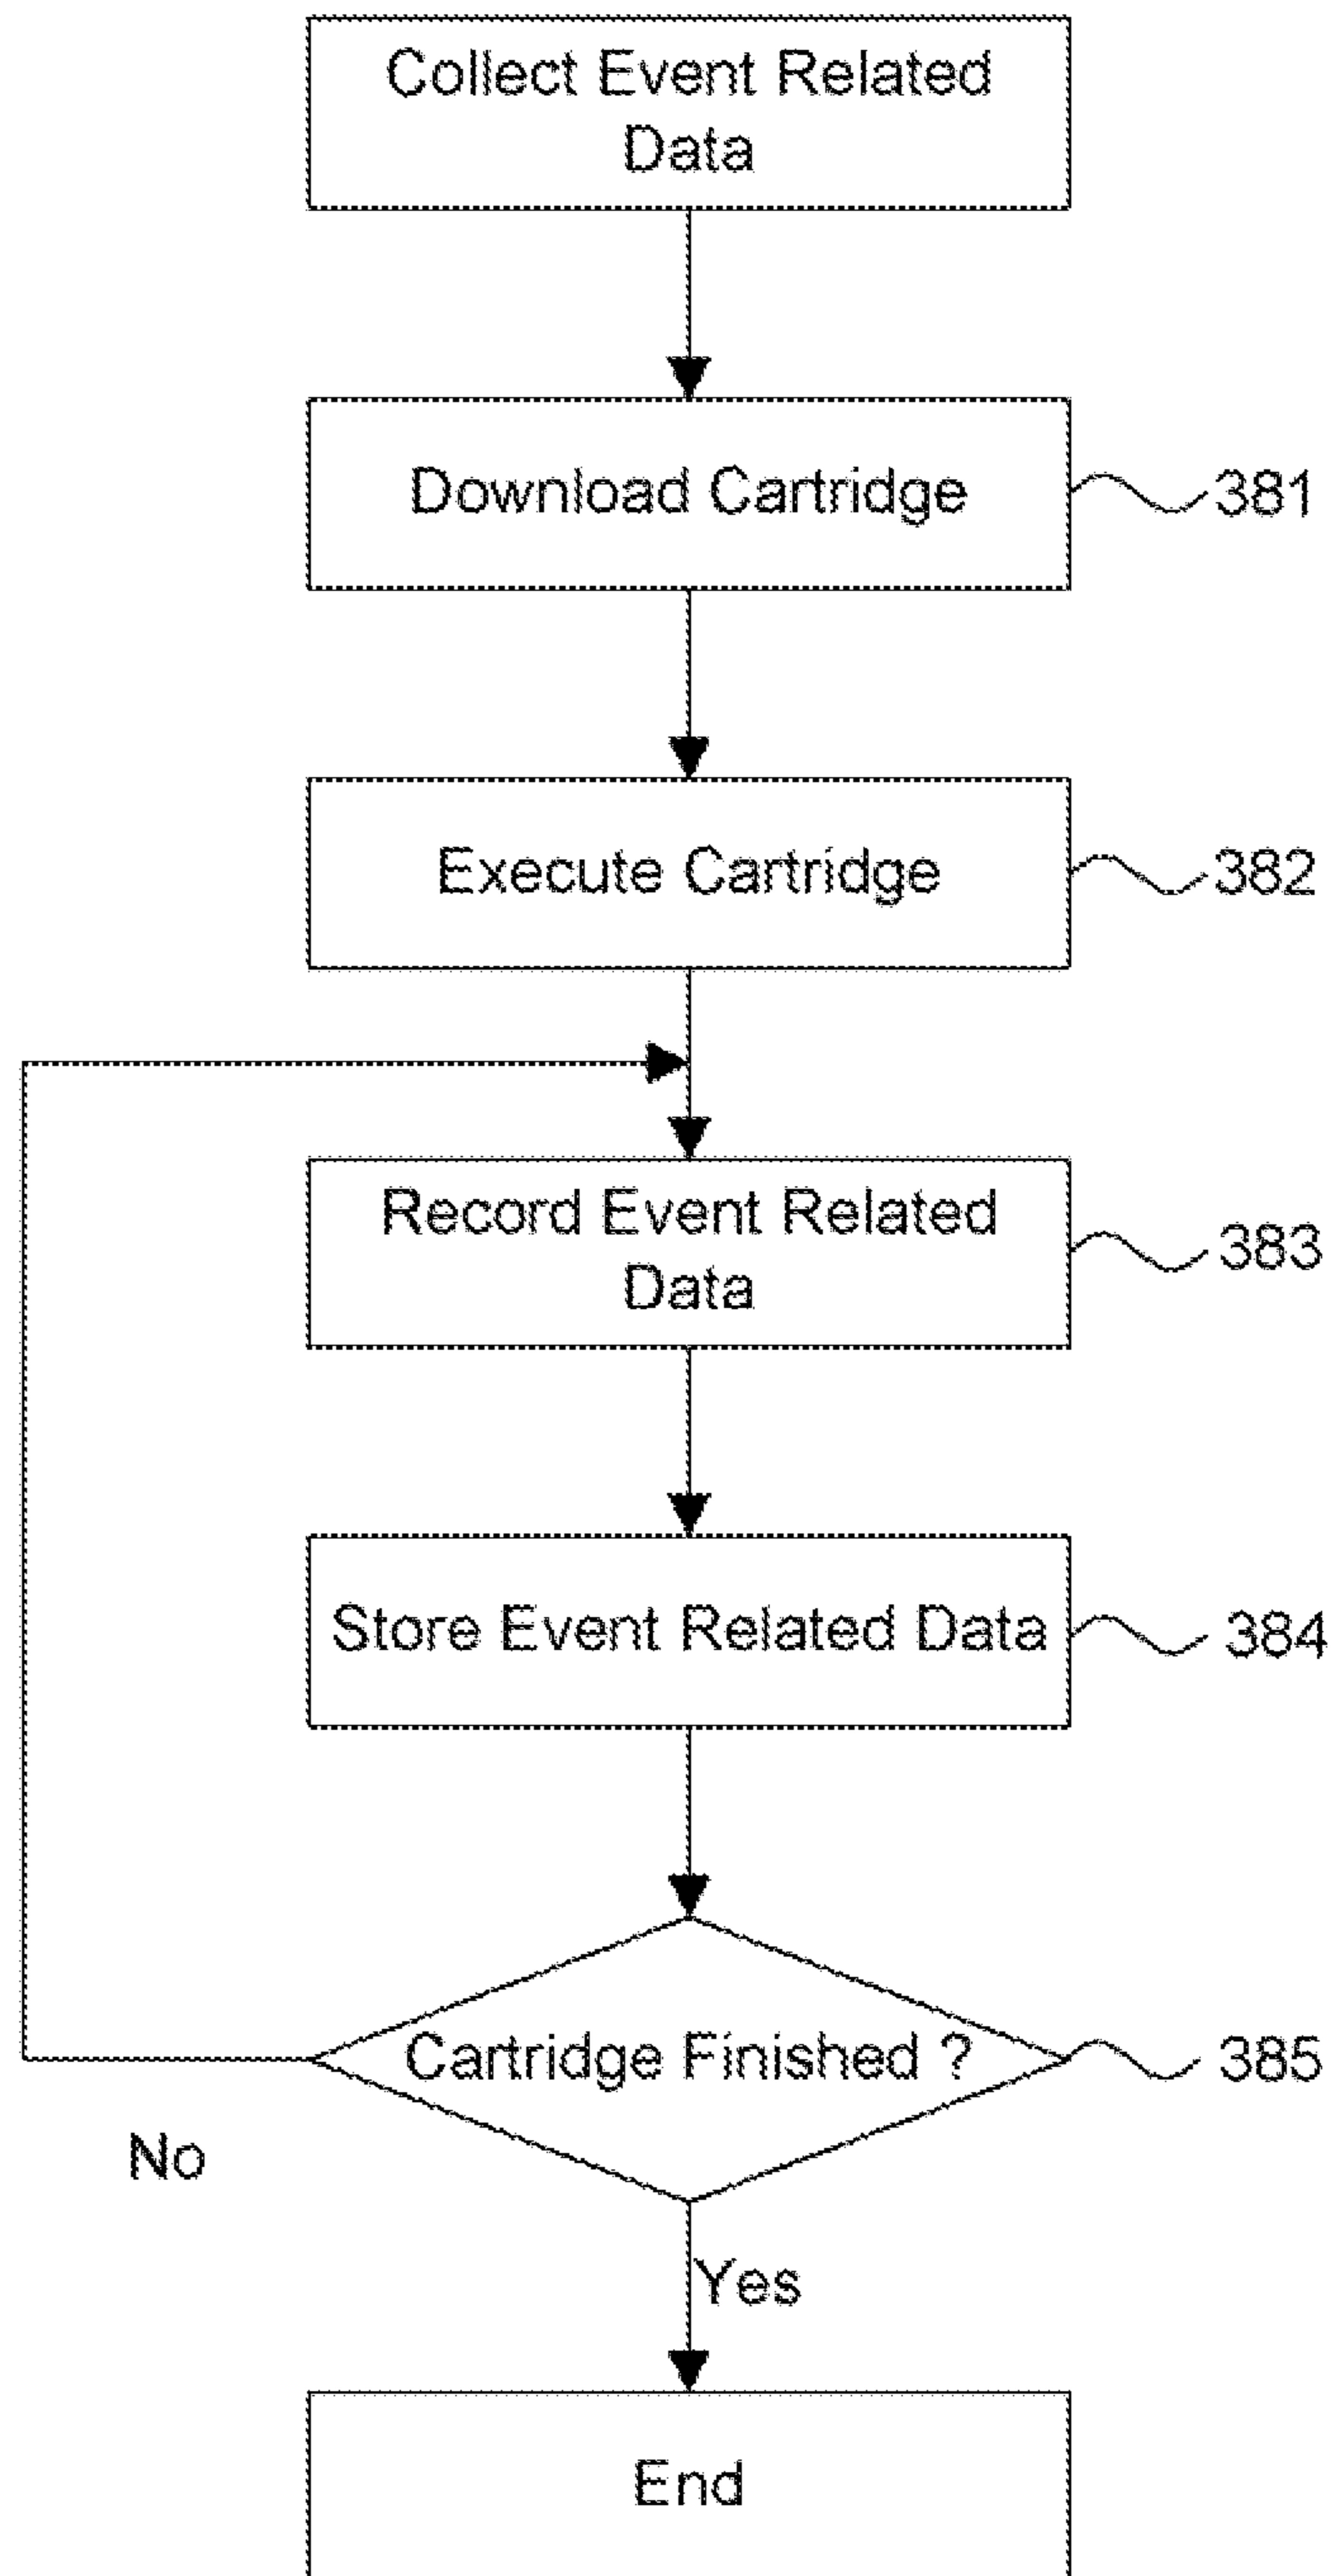 Collect Event Related
Data
Download Cartridge
381
Execute Cartridge
382
Record Event Related
Data
383
Store Event Related Data
384
Cartridge Finished ?
385
No
Yes
End